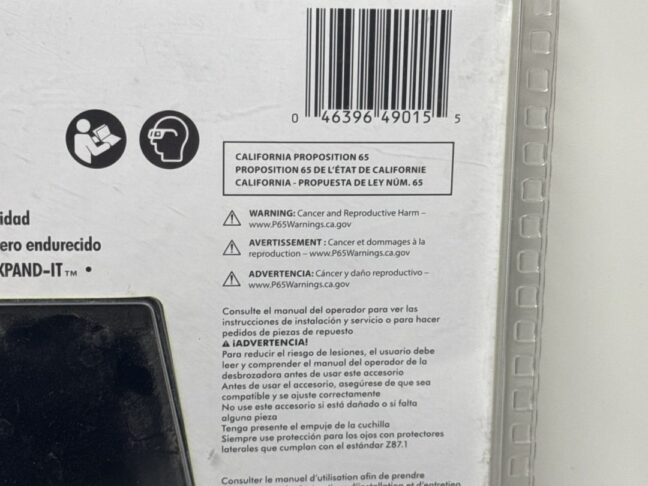 0 46396 49015 5
CALIFORNIA PROPOSITION 65
PROPOSITION 65 DE L'ÉTAT DE CALIFORNIE
CALIFORNIA - PROPUESTA DE LEY NÚM. 65
idad
ero endurecido
XPAND-IT™ •
WARNING: Cancer and Reproductive Harm –
www.P65Warnings.ca.gov
AVERTISSEMENT : Cancer et dommages à la
reproduction – www.P65Warnings.ca.gov
ADVERTENCIA: Cáncer y daño reproductivo –
www.P65Warnings.ca.gov
Consulte el manual del operador para ver las
instrucciones de instalación y servicio o para hacer
pedidos de piezas de repuesto
¡ADVERTENCIA!
Para reducir el riesgo de lesiones, el usuario debe
leer y comprender el manual del operador de la
desbrozadora antes de usar este accesorio
Antes de usar el accesorio, asegúrese de que sea
compatible y se ajuste correctamente
No use este accesorio si está dañado o si falta
alguna pieza
Tenga presente el empuje de la cuchilla
Siempre use protección para los ojos con protectores
laterales que cumplan con el estándar Z87.1
Consulter le manuel d'utilisation afin de prendre
d'installation et d'entretien